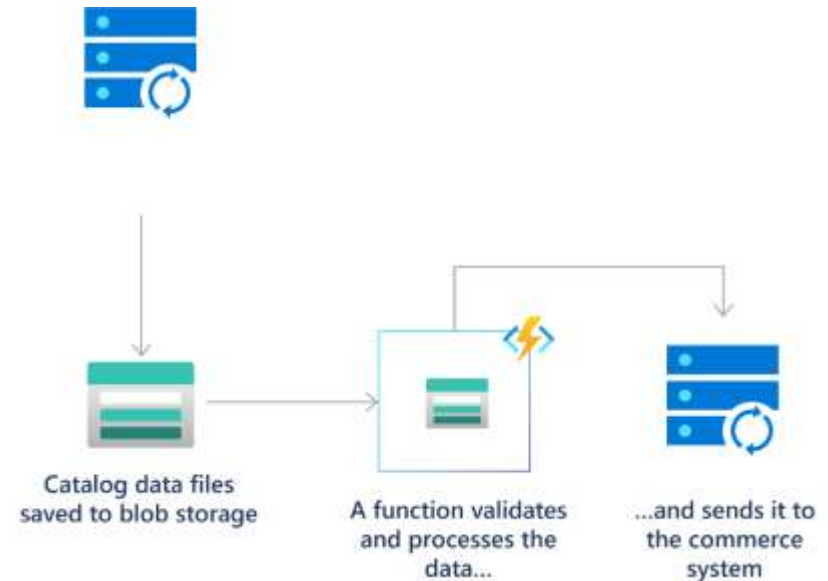 Catalog data files
saved to blob storage
A function validates
and processes the
data...
...and sends it to
the commerce
system